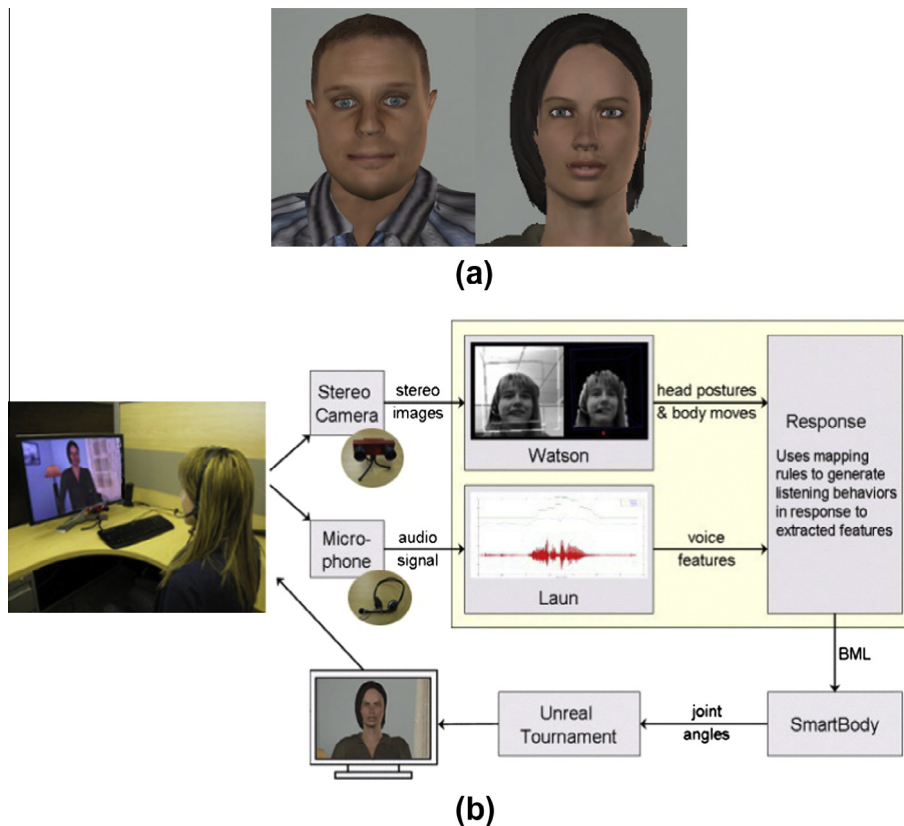 (a)
Stereo
Camera
stereo
images
Watson
head postures
& body moves
Response
Uses mapping
rules to generate
listening behaviors
in response to
extracted features
Micro-
phone
audio
signal
Laun
voice
features
BML
SmartBody
joint
angles
Unreal
Tournament
(b)